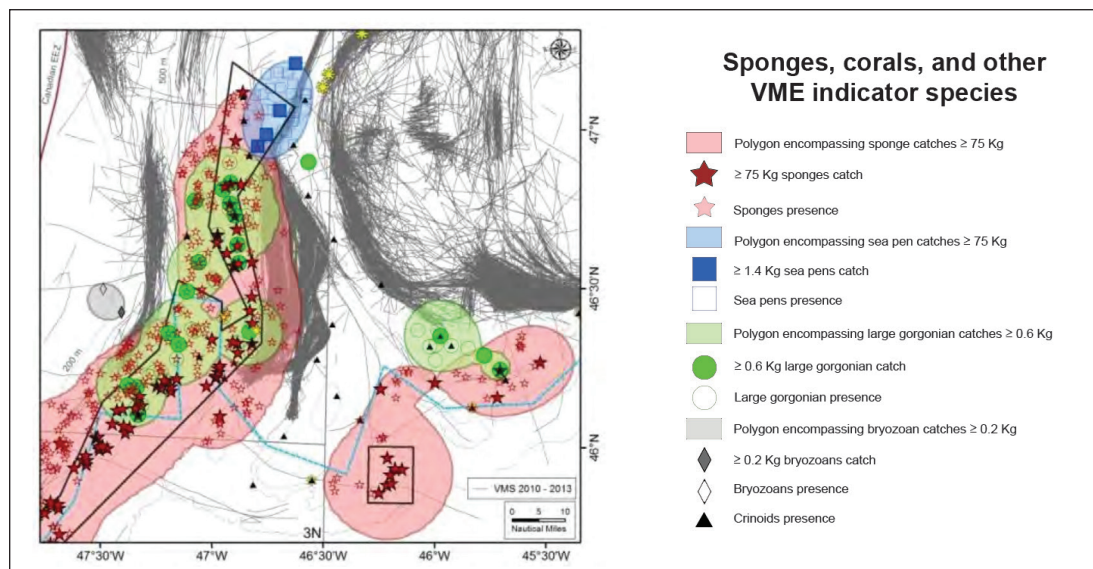 Canadian EEZ
500 m
200 m
47°N
46°30'N
46°N
VMS 2010 - 2013
0 5 10
Nautical Miles
3N
47°30'W
47°W
46°30'W
46°W
45°30'W
Sponges, corals, and other
VME indicator species
Polygon encompassing sponge catches ≥ 75 Kg
≥ 75 Kg sponges catch
Sponges presence
Polygon encompassing sea pen catches ≥ 75 Kg
≥ 1.4 Kg sea pens catch
Sea pens presence
Polygon encompassing large gorgonian catches ≥ 0.6 Kg
≥ 0.6 Kg large gorgonian catch
Large gorgonian presence
Polygon encompassing bryozoan catches ≥ 0.2 Kg
≥ 0.2 Kg bryozoans catch
Bryozoans presence
Crinoids presence